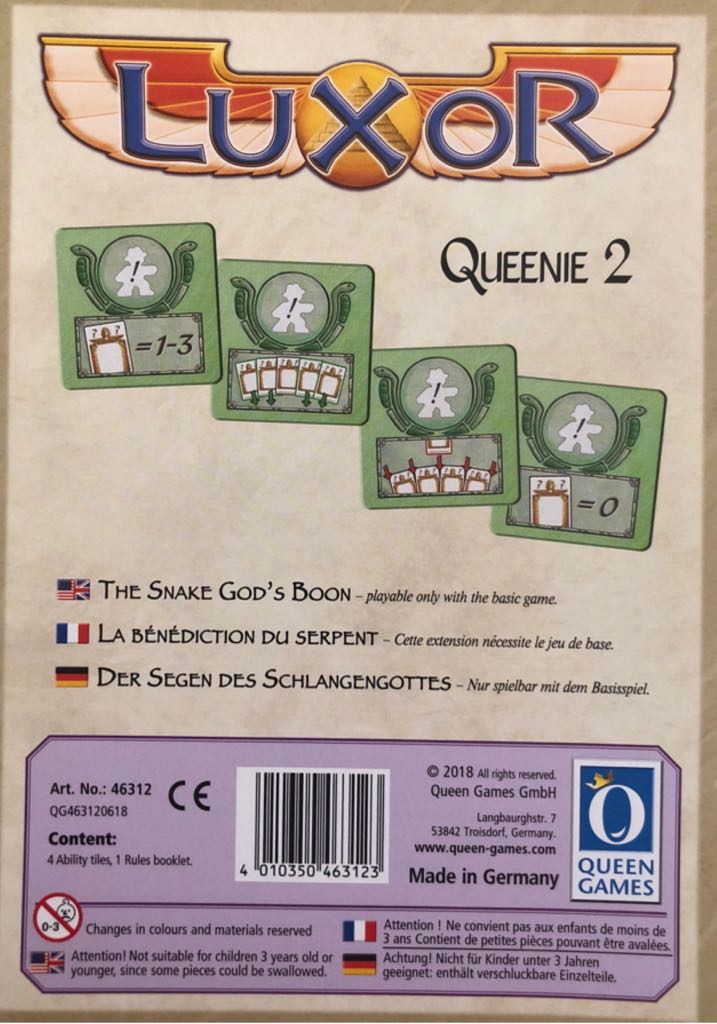 LUXOR
QUEENIE 2
!
? ?
=1-3
!
!
!
? ?
=0
THE SNAKE GOD'S BOON – playable only with the basic game.
LA BÉNÉDICTION DU SERPENT – Cette extension nécessite le jeu de base.
DER SEGEN DES SCHLANGENGOTTES – Nur spielbar mit dem Basisspiel.
Art. No.: 46312 CE
QG463120618
Content:
4 Ability tiles, 1 Rules booklet.
4 010350 463123
© 2018 All rights reserved.
Queen Games GmbH
Langbaurghstr. 7
53842 Troisdorf, Germany.
www.queen-games.com
Made in Germany
QUEEN
GAMES
0-3
Changes in colours and materials reserved
Attention! Not suitable for children 3 years old or
younger, since some pieces could be swallowed.
Attention ! Ne convient pas aux enfants de moins de
3 ans Contient de petites pièces pouvant être avalées.
Achtung! Nicht für Kinder unter 3 Jahren
geeignet: enthält verschluckbare Einzelteile.